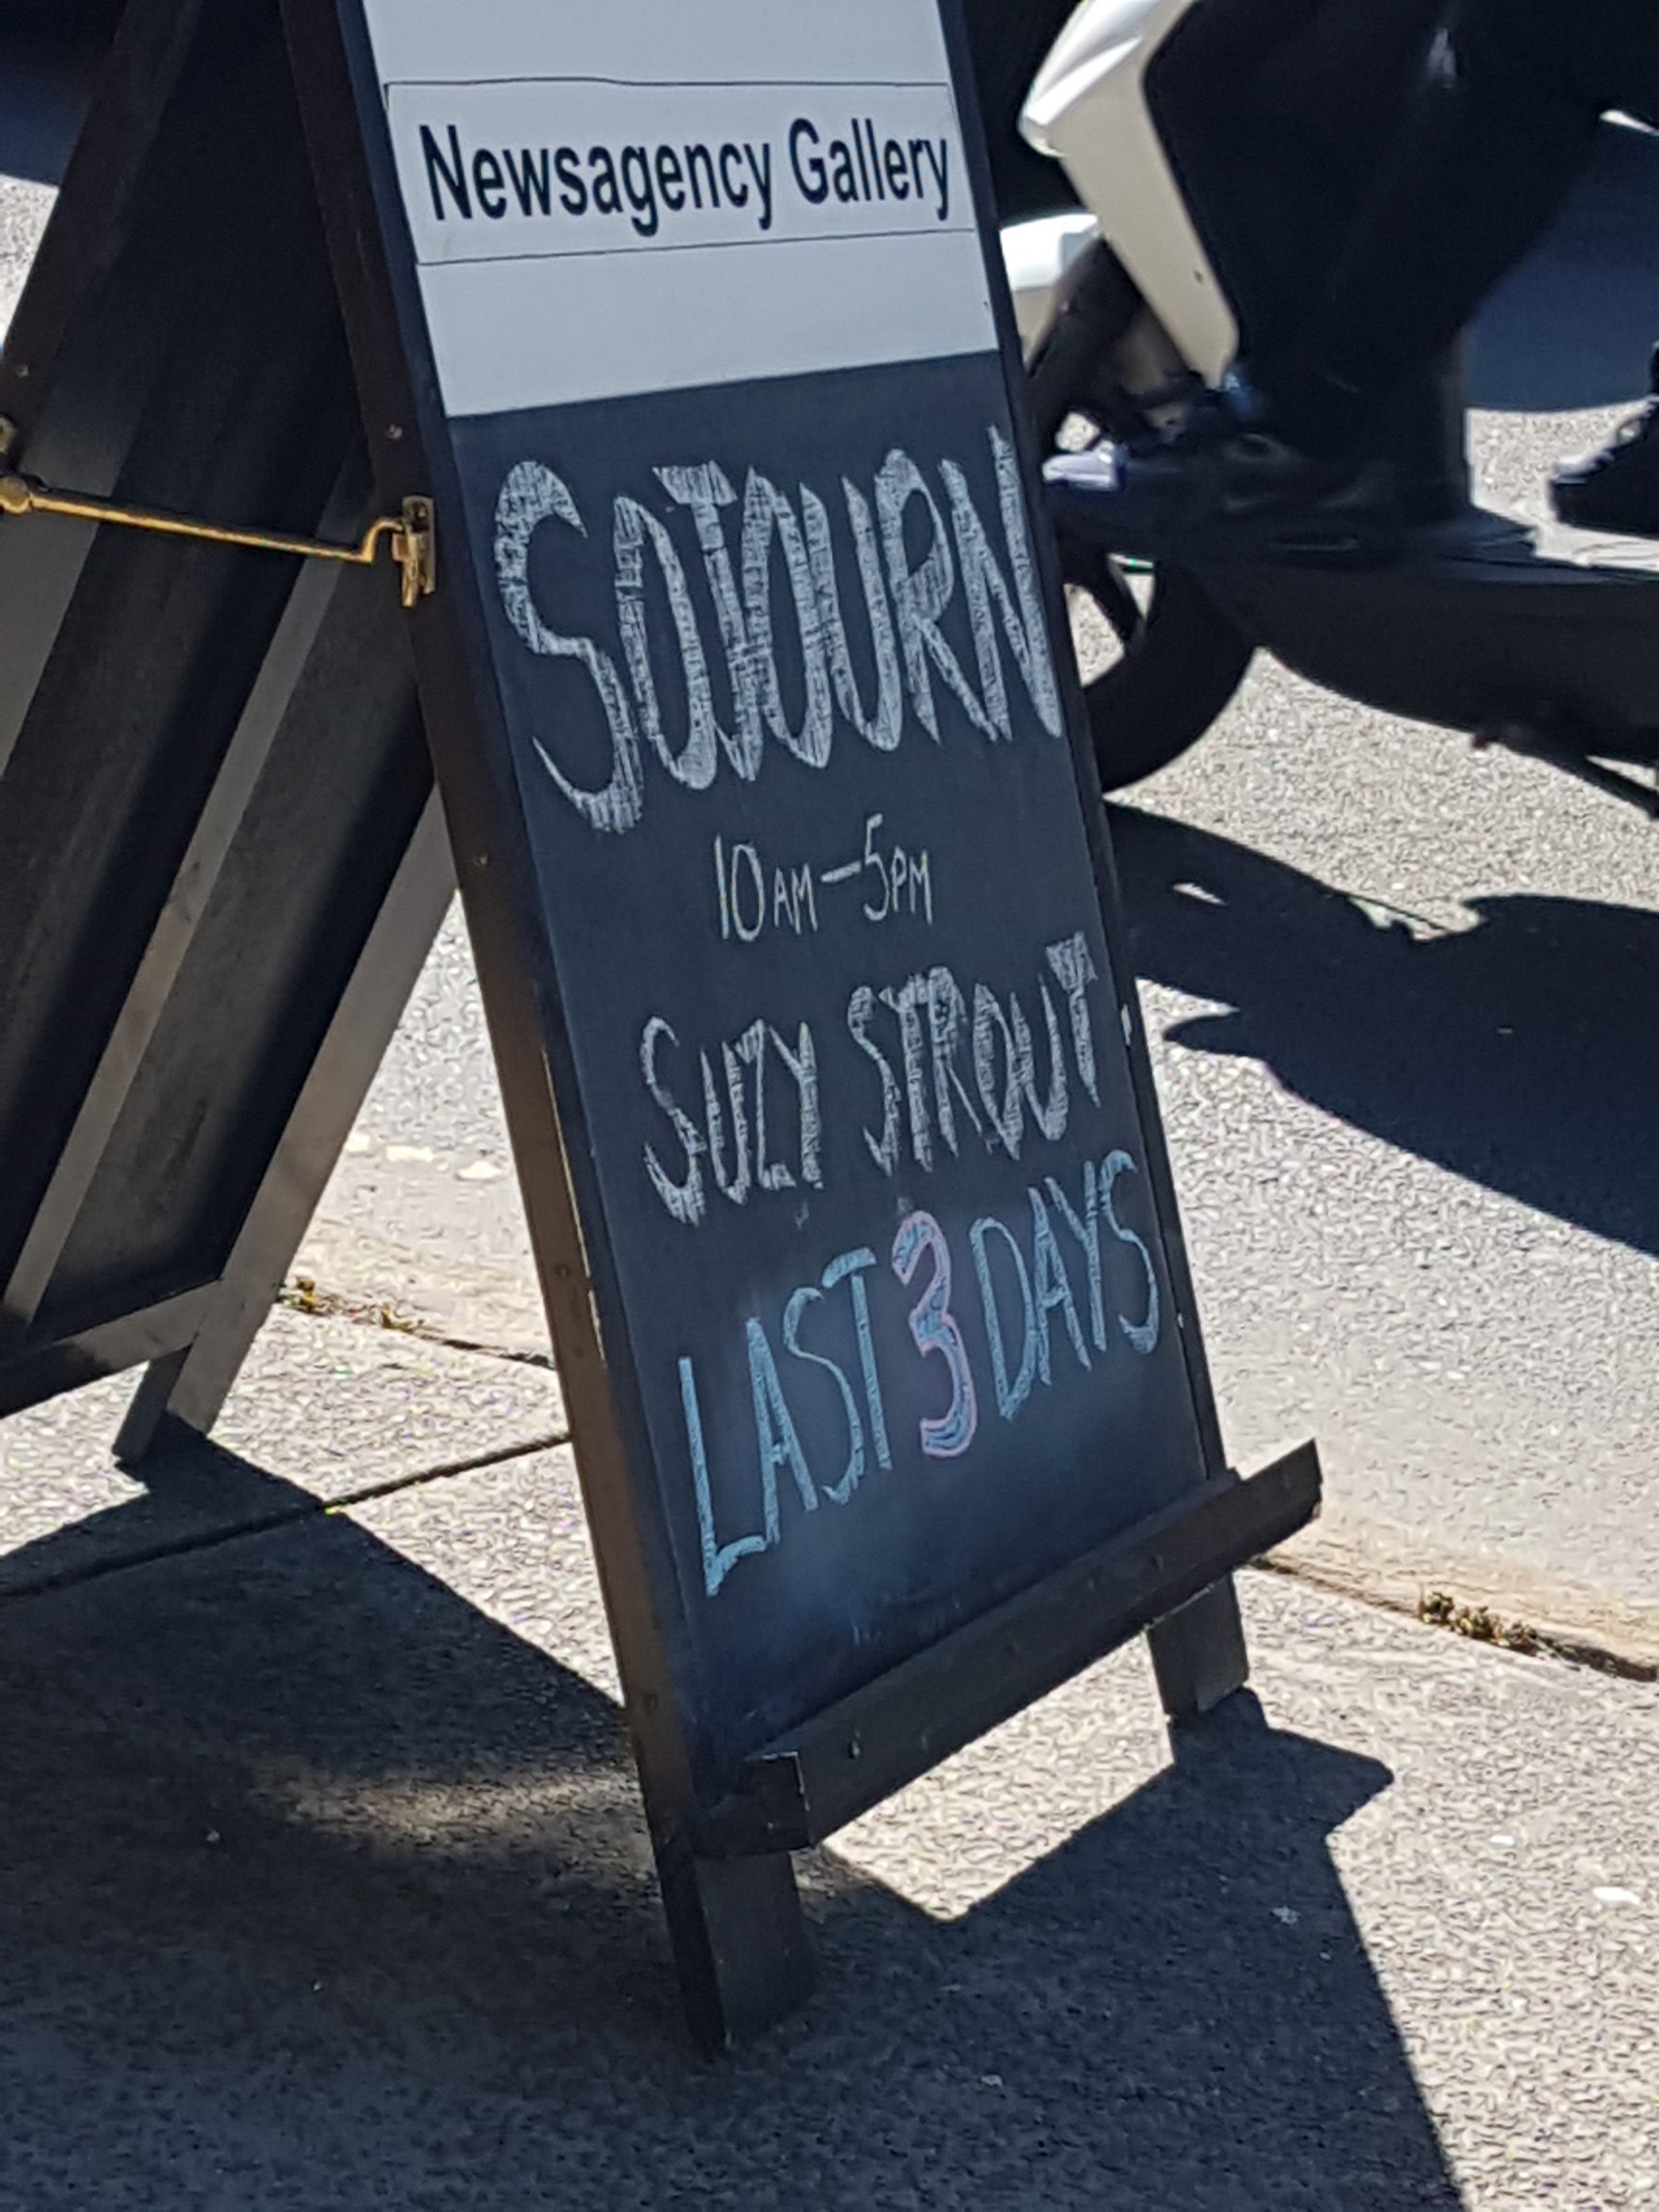 Newsagency Gallery
SOJOURN
10AM-5PM
SUZY STROUT
LAST 3 DAYS